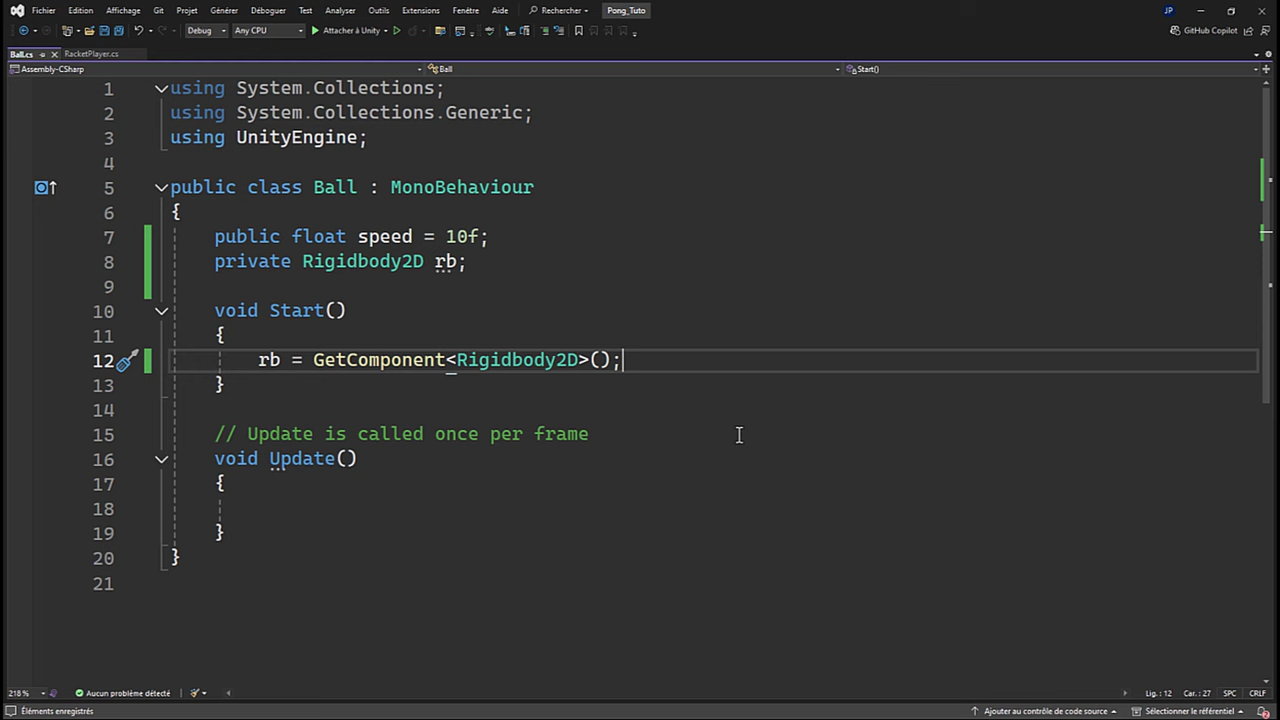 Fichier Edition Affichage Git Projet Générer Déboguer Test Analyser Outils Extensions Fenêtre Aide Rechercher Pong_Tuto JP
Debug Any CPU Attacher à Unity GitHub Copilot
Ball.cs RacketPlayer.cs
Assembly-CSharp Ball Start()
1 using System.Collections;
2 using System.Collections.Generic;
3 using UnityEngine;
4
5 public class Ball : MonoBehaviour
6 {
7 public float speed = 10f;
8 private Rigidbody2D rb;
9
10 void Start()
11 {
12 rb = GetComponent<Rigidbody2D>();
13 }
14
15 // Update is called once per frame
16 void Update()
17 {
18
19 }
20 }
21
218 % Aucun problème détecté Lig. : 12 Car. : 27 SPC CRLF
Éléments enregistrés Ajouter au contrôle de code source Sélectionner le référentiel 2